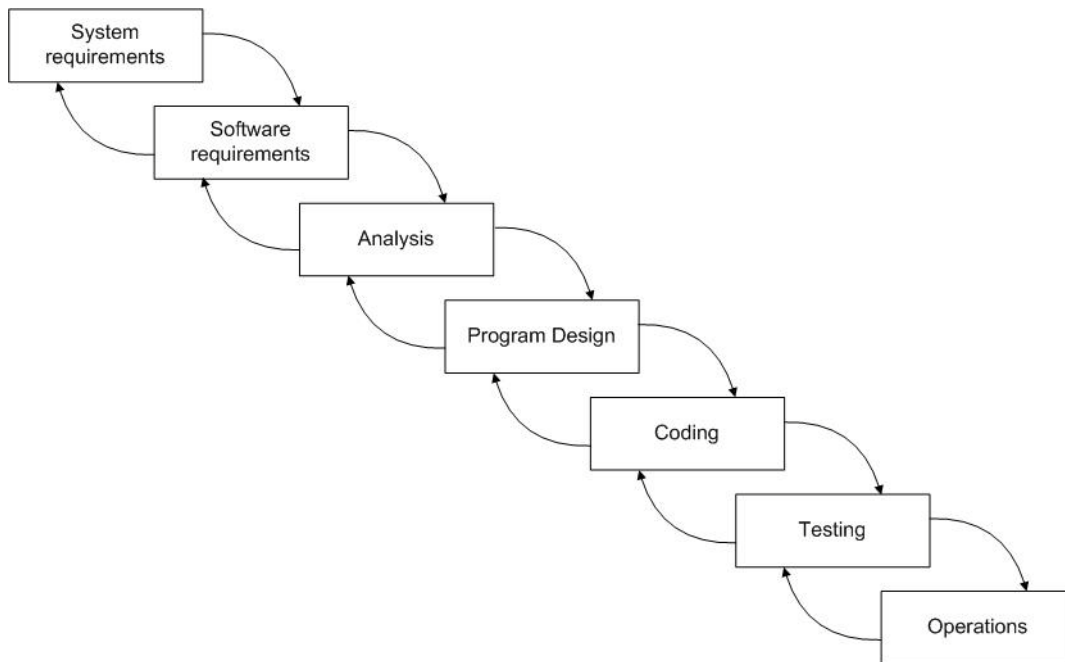 System
requirements
Software
requirements
Analysis
Program Design
Coding
Testing
Operations